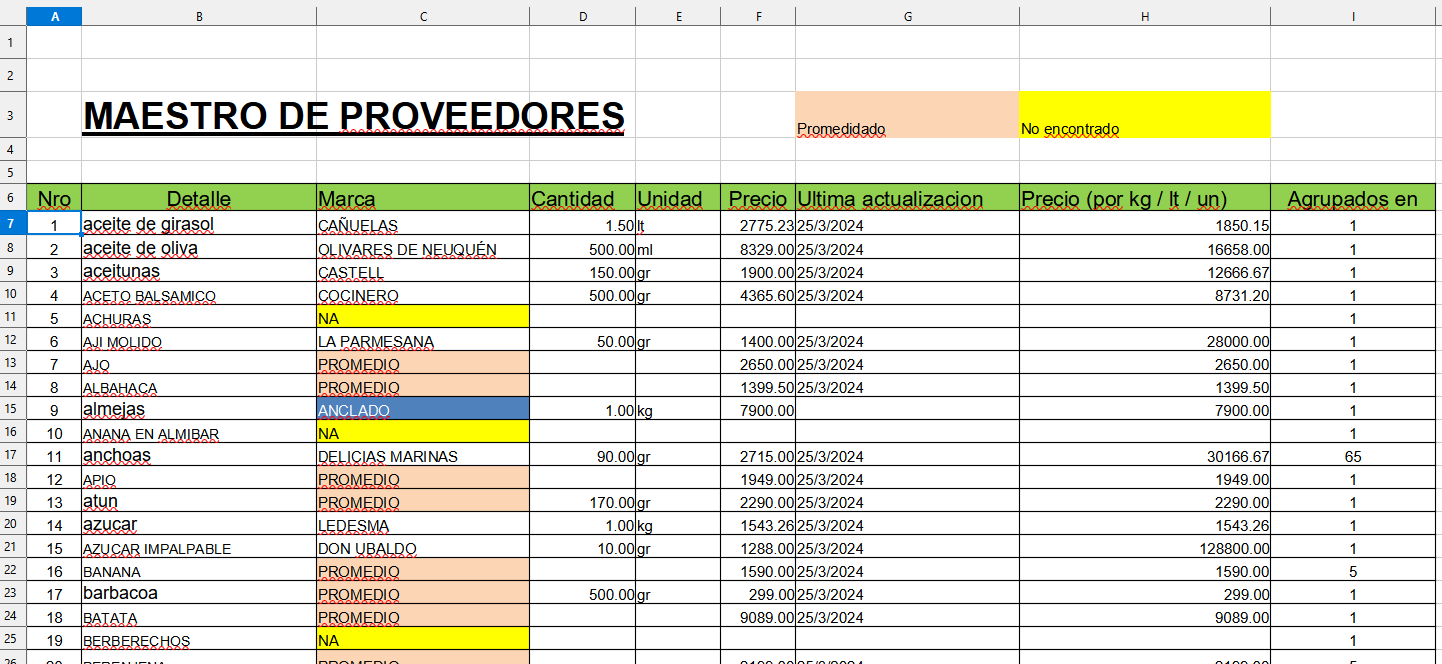 A B C D E F G H I
1
2
3 MAESTRO DE PROVEEDORES Promedidado No encontrado
4
5
6 Nro Detalle Marca Cantidad Unidad Precio Ultima actualizacion Precio (por kg / lt / un) Agrupados en
7 1 aceite de girasol CAÑUELAS 1.50 lt 2775.23 25/3/2024 1850.15 1
8 2 aceite de oliva OLIVARES DE NEUQUÉN 500.00 ml 8329.00 25/3/2024 16658.00 1
9 3 aceitunas CASTELL 150.00 gr 1900.00 25/3/2024 12666.67 1
10 4 ACETO BALSAMICO COCINERO 500.00 gr 4365.60 25/3/2024 8731.20 1
11 5 ACHURAS NA 1
12 6 AJI MOLIDO LA PARMESANA 50.00 gr 1400.00 25/3/2024 28000.00 1
13 7 AJO PROMEDIO 2650.00 25/3/2024 2650.00 1
14 8 ALBAHACA PROMEDIO 1399.50 25/3/2024 1399.50 1
15 9 almejas ANCLADO 1.00 kg 7900.00 7900.00 1
16 10 ANANA EN ALMIBAR NA 1
17 11 anchoas DELICIAS MARINAS 90.00 gr 2715.00 25/3/2024 30166.67 65
18 12 APIO PROMEDIO 1949.00 25/3/2024 1949.00 1
19 13 atun PROMEDIO 170.00 gr 2290.00 25/3/2024 2290.00 1
20 14 azucar LEDESMA 1.00 kg 1543.26 25/3/2024 1543.26 1
21 15 AZUCAR IMPALPABLE DON UBALDO 10.00 gr 1288.00 25/3/2024 128800.00 1
22 16 BANANA PROMEDIO 1590.00 25/3/2024 1590.00 5
23 17 barbacoa PROMEDIO 500.00 gr 299.00 25/3/2024 299.00 1
24 18 BATATA PROMEDIO 9089.00 25/3/2024 9089.00 1
25 19 BERBERECHOS NA 1